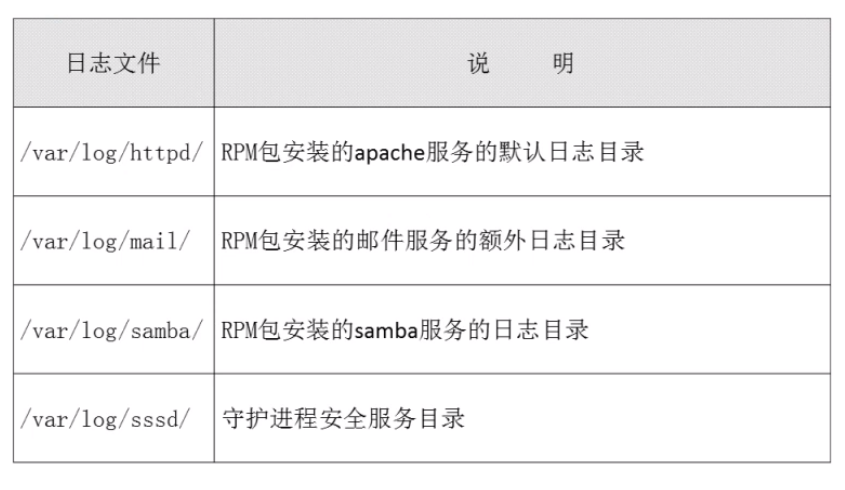 日志文件 说 明
/var/log/httpd/ RPM包安装的apache服务的默认日志目录
/var/log/mail/ RPM包安装的邮件服务的额外日志目录
/var/log/samba/ RPM包安装的samba服务的日志目录
/var/log/sssd/ 守护进程安全服务目录